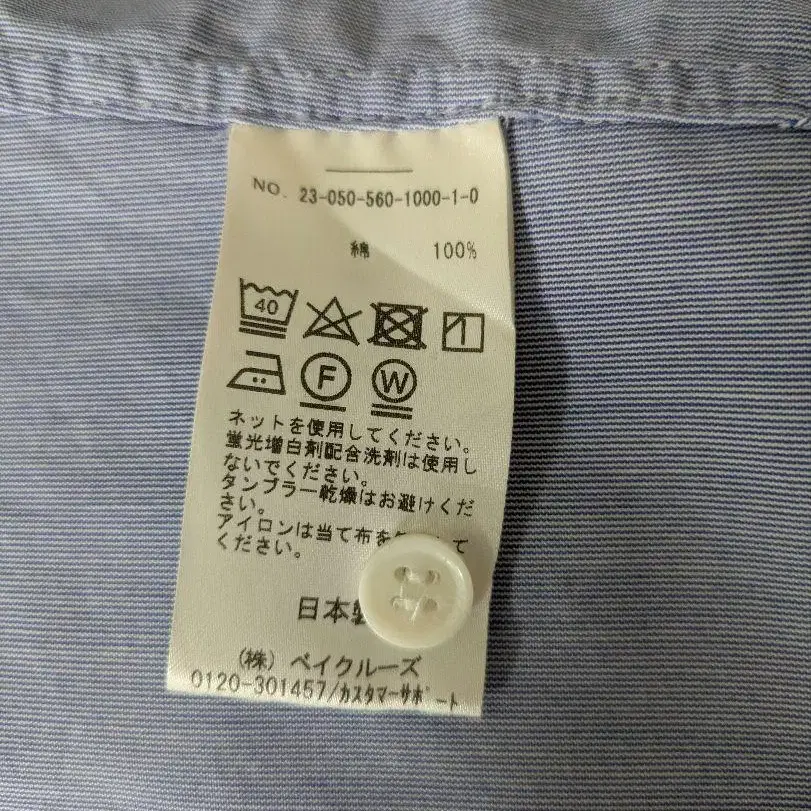 NO. 23-050-560-1000-1-0
綿 100%
40
F W
ネットを使用してください。
蛍光増白剤配合洗剤は使用し
ないでください。
タンブラー乾燥はお避けくだ
さい。
アイロンは当て布を
ください。
日本
(株) ベイクルーズ
0120-301457/カスタマーサポート